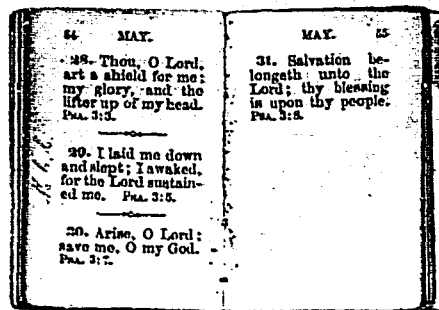 54 MAY.
28. Thou, O Lord,
art a shield for me;
my glory, and the
lifter up of my head.
PSA. 3:3.
29. I laid me down
and slept; I awaked,
for the Lord sustain-
ed me. PSA. 3:5.
30. Arise, O Lord;
save me, O my God.
PSA. 3:7.
MAY. 55
31. Salvation be-
longeth unto the
Lord; thy blessing
is upon thy people.
PSA. 3:8.